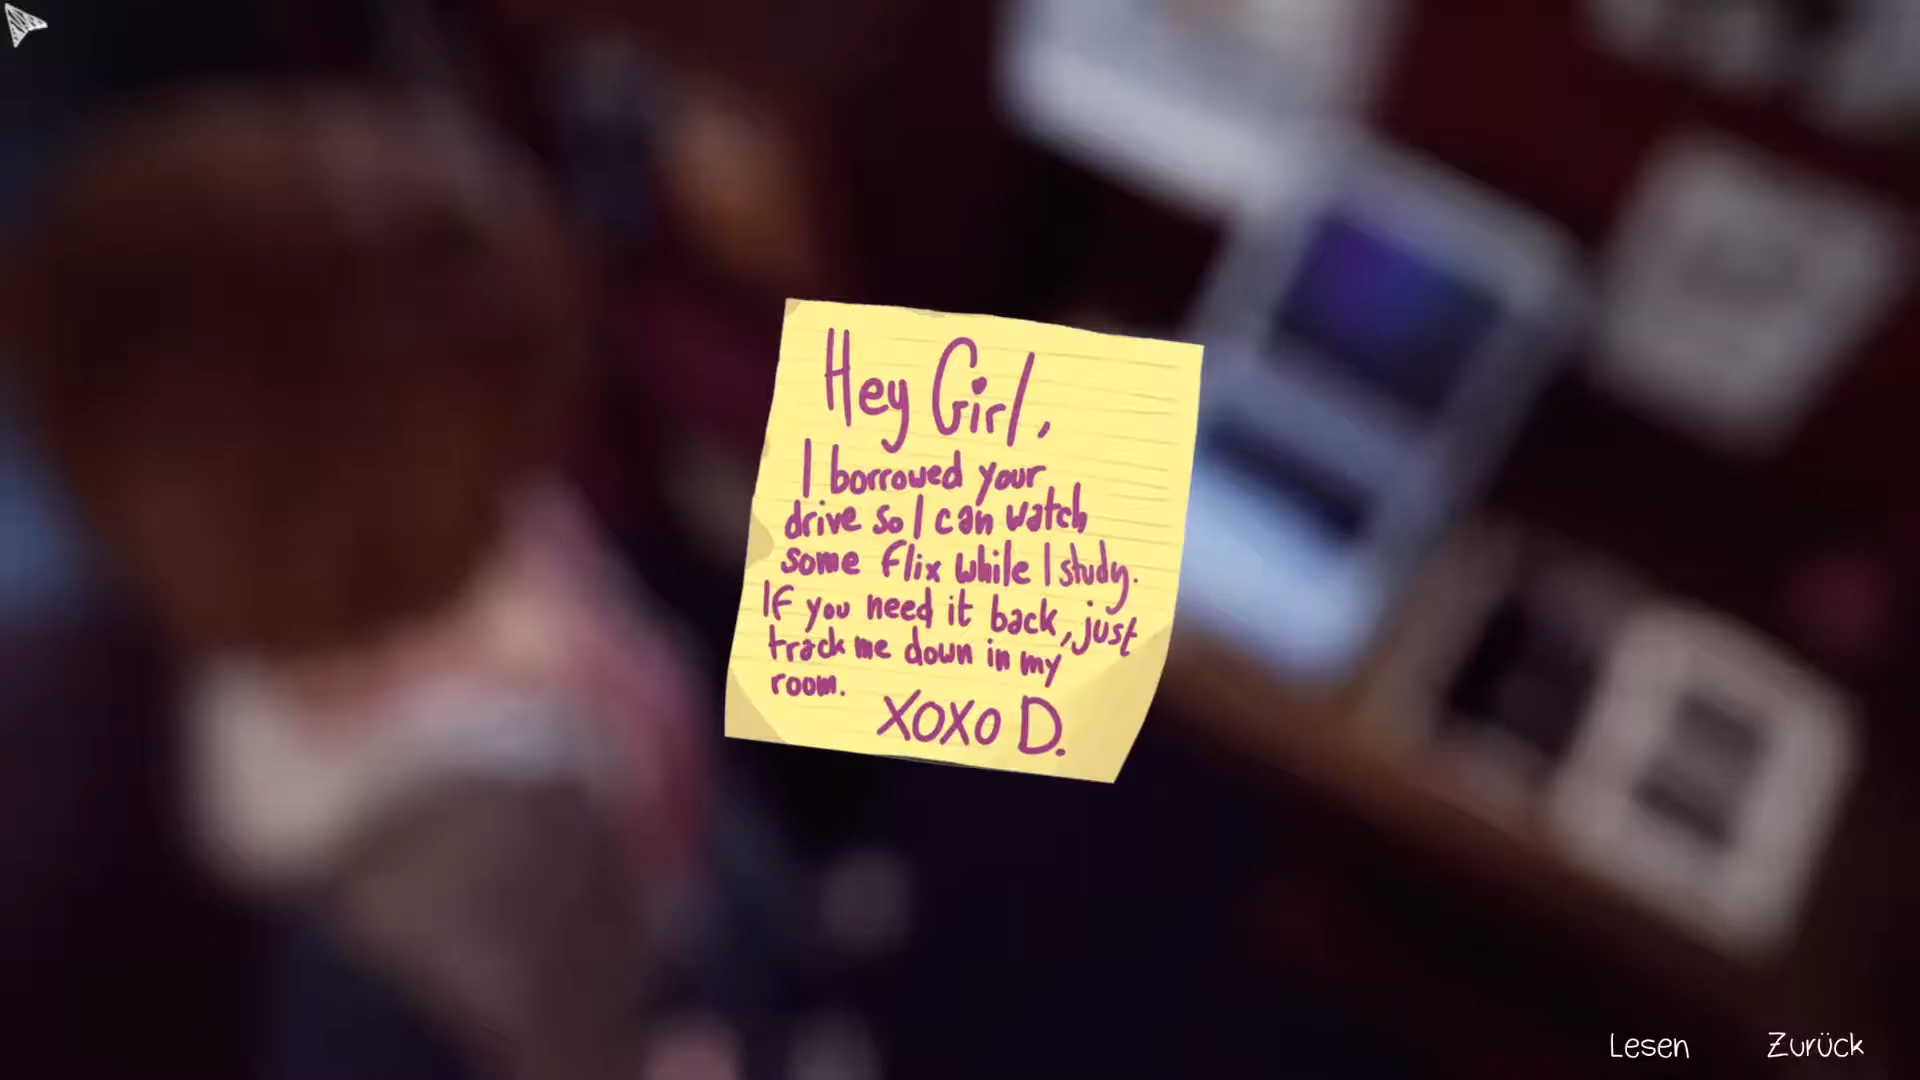 Hey Girl,
I borrowed your
drive so I can watch
some flix while I study.
If you need it back, just
track me down in my
room.
XOXO D.
Lesen Zurück